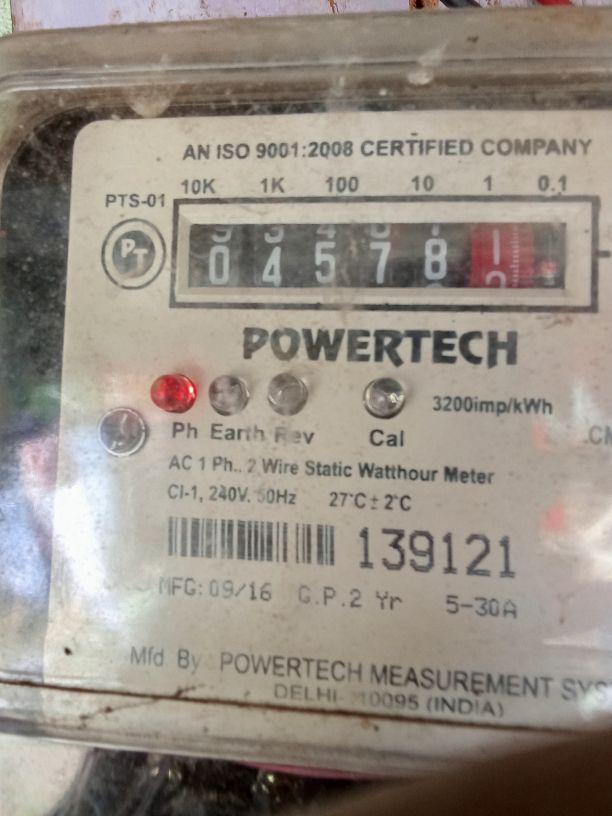 AN ISO 9001:2008 CERTIFIED COMPANY
10K 1K 100 10 1 0.1
PTS-01
PT
0 4 5 7 8 1
POWERTECH
3200imp/kWh
Ph Earth Rev Cal
AC 1 Ph., 2 Wire Static Watthour Meter
Cl-1, 240V. 50Hz 27°C ± 2°C
139121
MFG:09/16 G.P.2 Yr 5-30A
Mfd By POWERTECH MEASUREMENT SYS
DELHI- (INDIA)